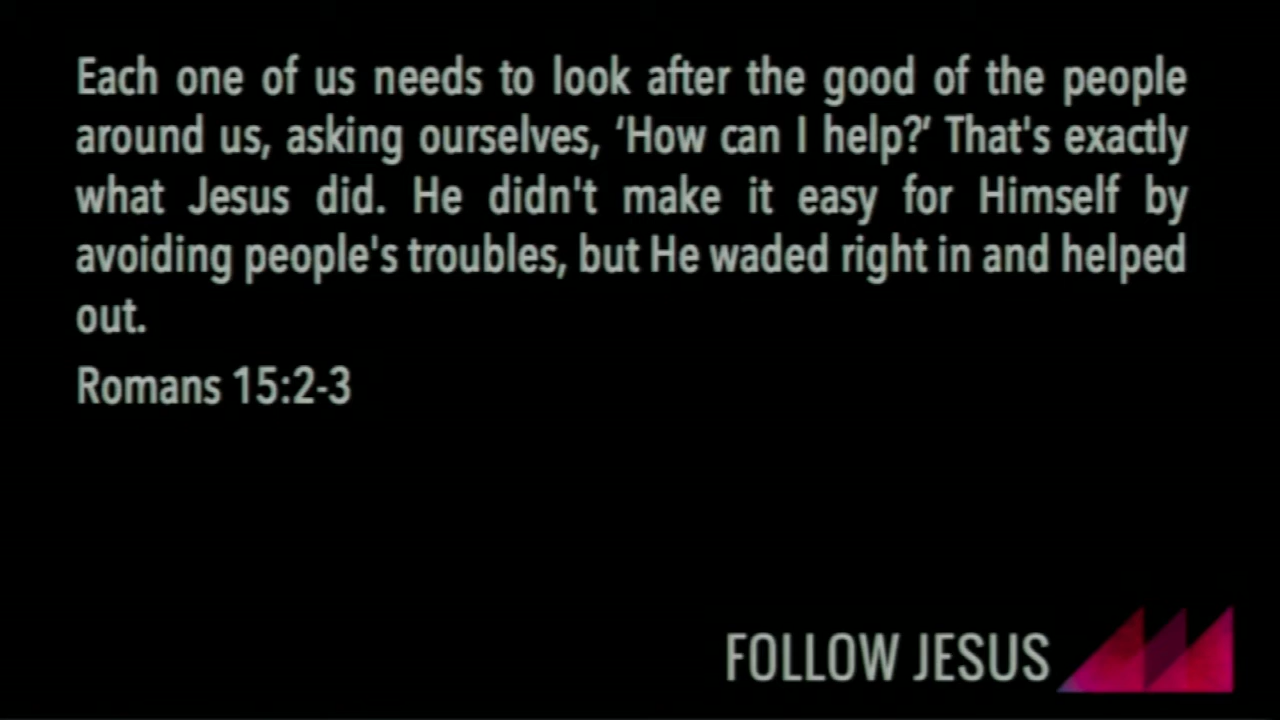 Each one of us needs to look after the good of the people
around us, asking ourselves, ‘How can I help?’ That's exactly
what Jesus did. He didn't make it easy for Himself by
avoiding people's troubles, but He waded right in and helped
out.
Romans 15:2-3
FOLLOW JESUS